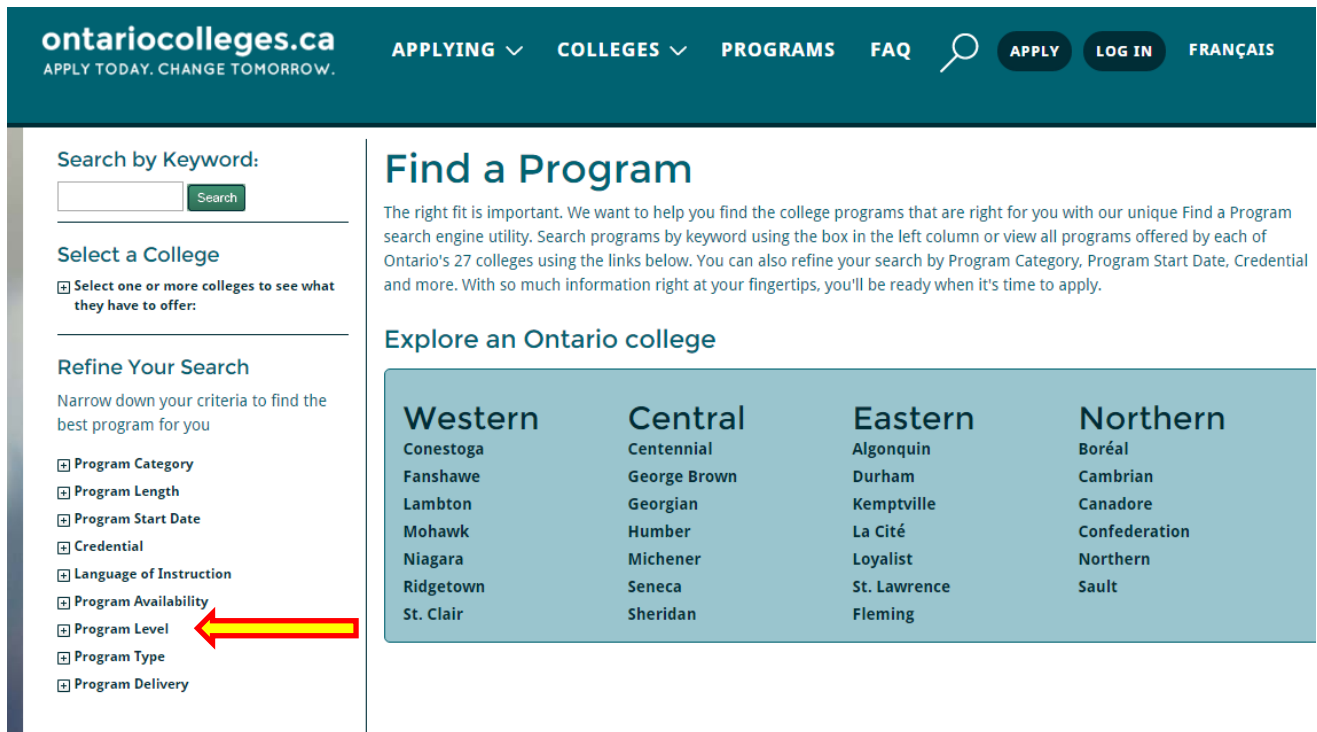 ontariocolleges.ca
APPLY TODAY. CHANGE TOMORROW.
APPLYING
COLLEGES
PROGRAMS
FAQ
APPLY
LOG IN
FRANÇAIS
Search by Keyword:
Search
Select a College
Select one or more colleges to see what
they have to offer:
Refine Your Search
Narrow down your criteria to find the
best program for you
Program Category
Program Length
Program Start Date
Credential
Language of Instruction
Program Availability
Program Level
Program Type
Program Delivery
Find a Program
The right fit is important. We want to help you find the college programs that are right for you with our unique Find a Program
search engine utility. Search programs by keyword using the box in the left column or view all programs offered by each of
Ontario's 27 colleges using the links below. You can also refine your search by Program Category, Program Start Date, Credential
and more. With so much information right at your fingertips, you'll be ready when it's time to apply.
Explore an Ontario college
Western
Conestoga
Fanshawe
Lambton
Mohawk
Niagara
Ridgetown
St. Clair
Central
Centennial
George Brown
Georgian
Humber
Michener
Seneca
Sheridan
Eastern
Algonquin
Durham
Kemptville
La Cité
Loyalist
St. Lawrence
Fleming
Northern
Boréal
Cambrian
Canadore
Confederation
Northern
Sault